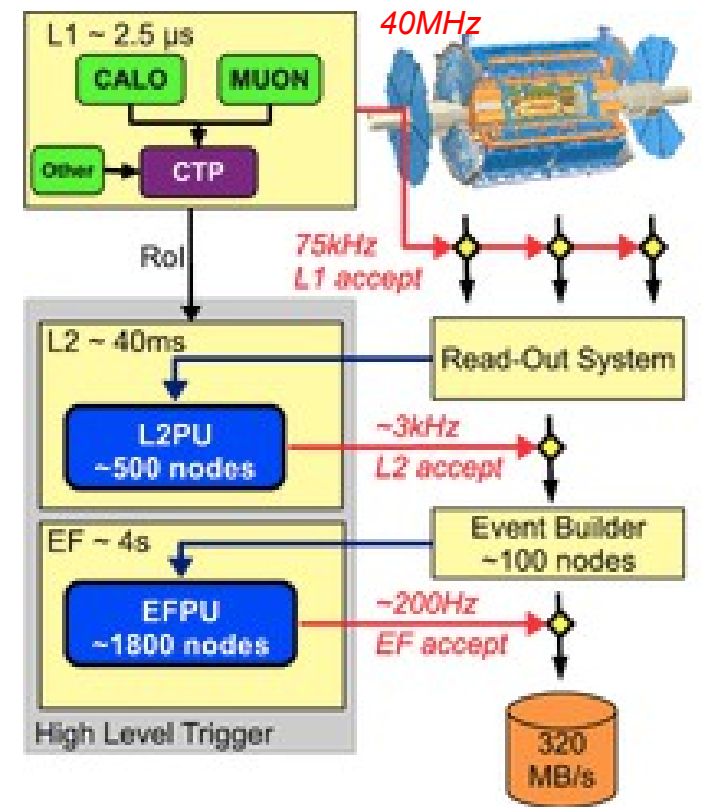 L1 ~ 2.5 µs
40MHz
CALO
MUON
Other
CTP
RoI
75kHz
L1 accept
L2 ~ 40ms
Read-Out System
L2PU
~500 nodes
~3kHz
L2 accept
EF ~ 4s
Event Builder
~100 nodes
EFPU
~1800 nodes
~200Hz
EF accept
High Level Trigger
320
MB/s